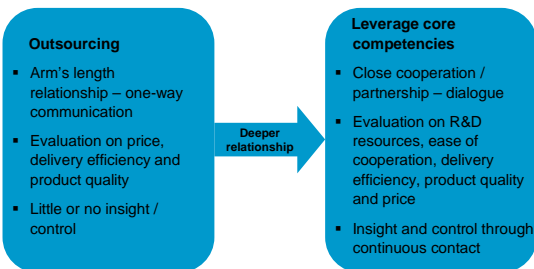 Outsourcing
▪ Arm's length
relationship – one-way
communication
▪ Evaluation on price,
delivery efficiency and
product quality
▪ Little or no insight /
control
Deeper
relationship
Leverage core
competencies
▪ Close cooperation /
partnership – dialogue
▪ Evaluation on R&D
resources, ease of
cooperation, delivery
efficiency, product quality
and price
▪ Insight and control through
continuous contact